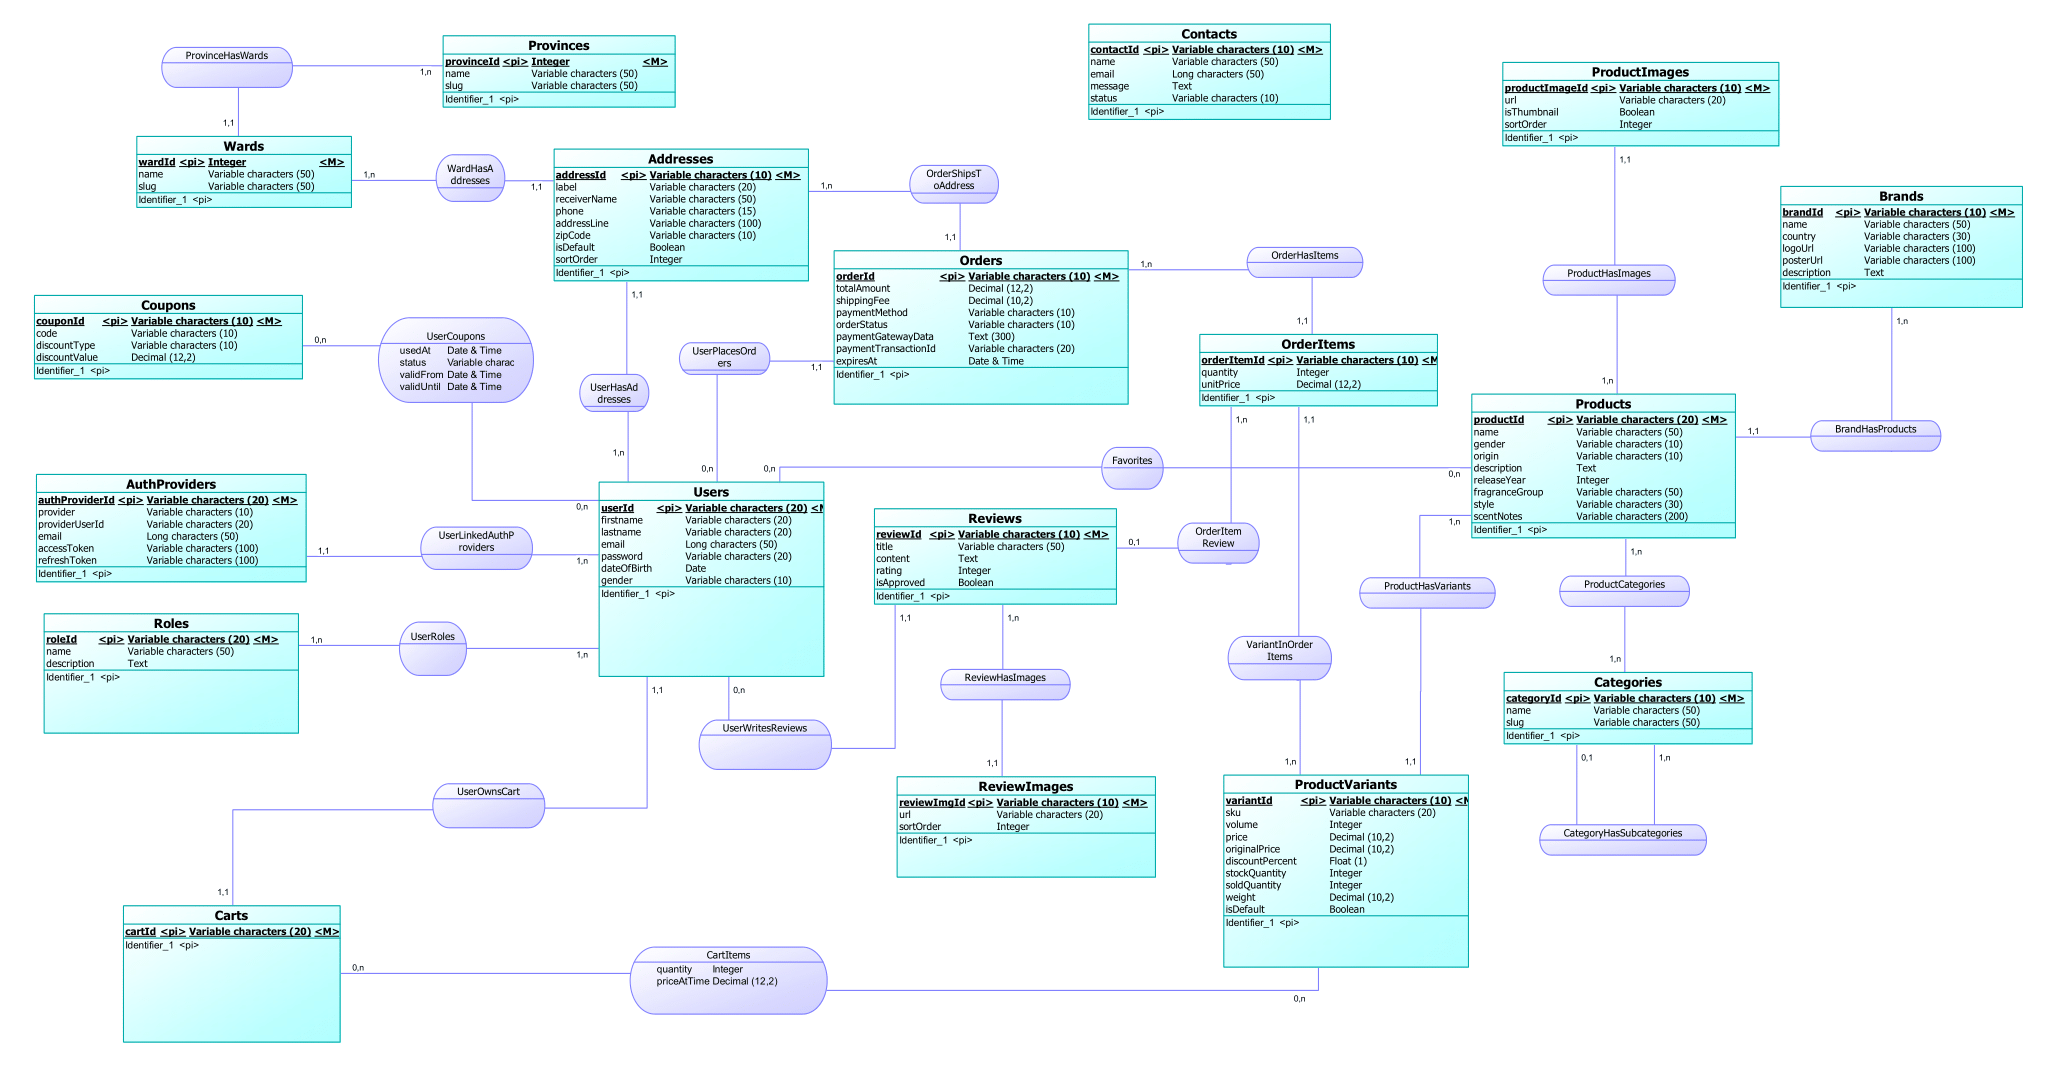 ProvinceHasWards
1,n
1,1
Provinces
provinceId <pi> Integer <M>
name Variable characters (50)
slug Variable characters (50)
Identifier_1 <pi>
Contacts
contactId <pi> Variable characters (10) <M>
name Variable characters (50)
email Long characters (50)
message Text
status Variable characters (10)
Identifier_1 <pi>
ProductImages
productImageId <pi> Variable characters (10) <M>
url Variable characters (20)
isThumbnail Boolean
sortOrder Integer
Identifier_1 <pi>
1,1
Wards
wardId <pi> Integer <M>
name Variable characters (50)
slug Variable characters (50)
Identifier_1 <pi>
1,n
WardHasA
ddresses
1,1
Addresses
addressId <pi> Variable characters (10) <M>
label Variable characters (20)
receiverName Variable characters (50)
phone Variable characters (15)
addressLine Variable characters (100)
zipCode Variable characters (10)
isDefault Boolean
sortOrder Integer
Identifier_1 <pi>
1,n
OrderShipsT
oAddress
1,1
1,1
Brands
brandId <pi> Variable characters (10) <M>
name Variable characters (50)
country Variable characters (30)
logoUrl Variable characters (100)
posterUrl Variable characters (100)
description Text
Identifier_1 <pi>
1,n
Orders
orderId <pi> Variable characters (10) <M>
totalAmount Decimal (12,2)
shippingFee Decimal (10,2)
paymentMethod Variable characters (10)
orderStatus Variable characters (10)
paymentGatewayData Text (300)
paymentTransactionId Variable characters (20)
expiresAt Date & Time
Identifier_1 <pi>
1,n
OrderHasItems
1,1
ProductHasImages
1,n
Coupons
couponId <pi> Variable characters (10) <M>
code Variable characters (10)
discountType Variable characters (10)
discountValue Decimal (12,2)
Identifier_1 <pi>
0,n
UserCoupons
usedAt Date & Time
status Variable charac
validFrom Date & Time
validUntil Date & Time
0,n
UserHasAd
dresses
1,n
UserPlacesOrd
ers
1,1
0,n
OrderItems
orderItemId <pi> Variable characters (10) <M
quantity Integer
unitPrice Decimal (12,2)
Identifier_1 <pi>
1,n
1,1
Products
productId <pi> Variable characters (20) <M>
name Variable characters (50)
gender Variable characters (10)
origin Variable characters (10)
description Text
releaseYear Integer
fragranceGroup Variable characters (50)
style Variable characters (30)
scentNotes Variable characters (200)
Identifier_1 <pi>
1,1
BrandHasProducts
0,n
Favorites
0,n
1,n
1,n
AuthProviders
authProviderId <pi> Variable characters (20) <M>
provider Variable characters (10)
providerUserId Variable characters (20)
email Long characters (50)
accessToken Variable characters (100)
refreshToken Variable characters (100)
Identifier_1 <pi>
1,1
UserLinkedAuthP
roviders
1,n
Users
userId <pi> Variable characters (20) <M
firstname Variable characters (20)
lastname Variable characters (20)
email Long characters (50)
password Variable characters (20)
dateOfBirth Date
gender Variable characters (10)
Identifier_1 <pi>
Reviews
reviewId <pi> Variable characters (10) <M>
title Variable characters (50)
content Text
rating Integer
isApproved Boolean
Identifier_1 <pi>
0,1
OrderItem
Review
1,1
1,n
ProductHasVariants
ProductCategories
1,n
Roles
roleId <pi> Variable characters (20) <M>
name Variable characters (50)
description Text
Identifier_1 <pi>
1,n
UserRoles
1,n
1,1
0,n
UserWritesReviews
ReviewHasImages
1,1
VariantInOrder
Items
1,n
1,1
Categories
categoryId <pi> Variable characters (10) <M>
name Variable characters (50)
slug Variable characters (50)
Identifier_1 <pi>
0,1
1,n
CategoryHasSubcategories
UserOwnsCart
1,1
ReviewImages
reviewImgId <pi> Variable characters (10) <M>
url Variable characters (20)
sortOrder Integer
Identifier_1 <pi>
ProductVariants
variantId <pi> Variable characters (10) <M
sku Variable characters (20)
volume Integer
price Decimal (10,2)
originalPrice Decimal (10,2)
discountPercent Float (1)
stockQuantity Integer
soldQuantity Integer
weight Decimal (10,2)
isDefault Boolean
Identifier_1 <pi>
Carts
cartId <pi> Variable characters (20) <M>
Identifier_1 <pi>
0,n
CartItems
quantity Integer
priceAtTime Decimal (12,2)
0,n